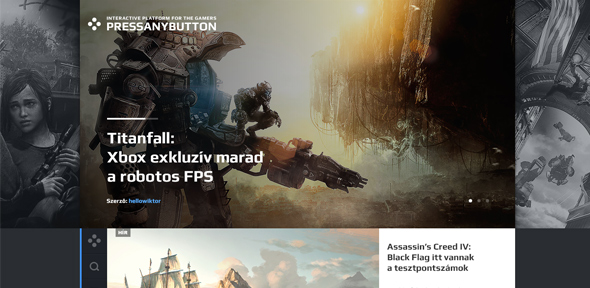 INTERACTIVE PLATFORM FOR THE GAMERS
PRESSANYBUTTON
Titanfall:
Xbox exkluzív marad
a robotos FPS
Szerző: hellowiktor
HÍR
Assassin's Creed IV:
Black Flag itt vannak
a tesztpontszámok